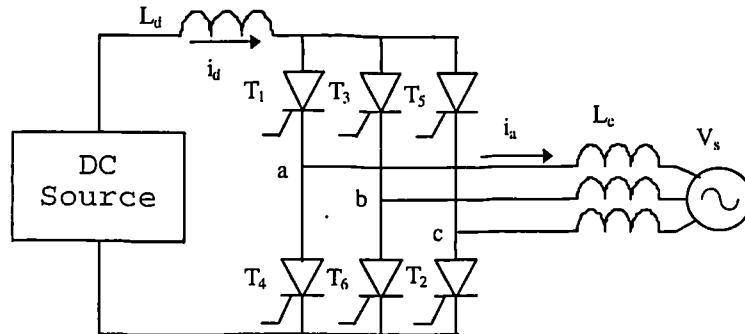 L_d
i_d
T_1
T_3
T_5
i_a
L_c
V_s
DC
Source
a
b
c
T_4
T_6
T_2